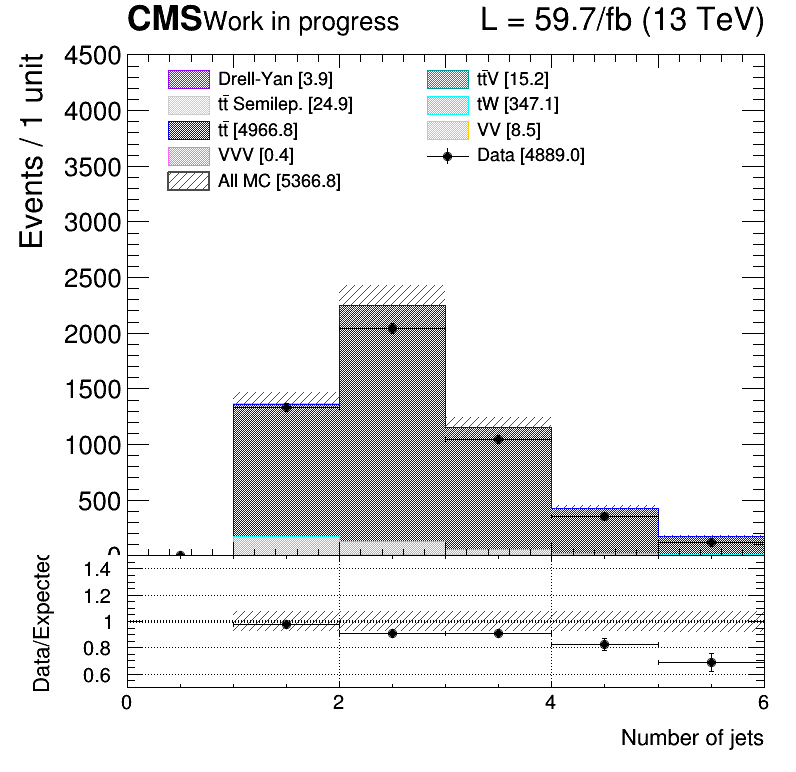 CMS Work in progress L = 59.7/fb (13 TeV)
Events / 1 unit
4500
4000
3500
3000
2500
2000
1500
1000
500
0
Drell-Yan [3.9]
tt̄V [15.2]
tt̄ Semilep. [24.9]
tW [347.1]
tt̄ [4966.8]
VV [8.5]
VVV [0.4]
Data [4889.0]
All MC [5366.8]
Data/Expected
1.4
1.2
1
0.8
0.6
0 2 4 6
Number of jets